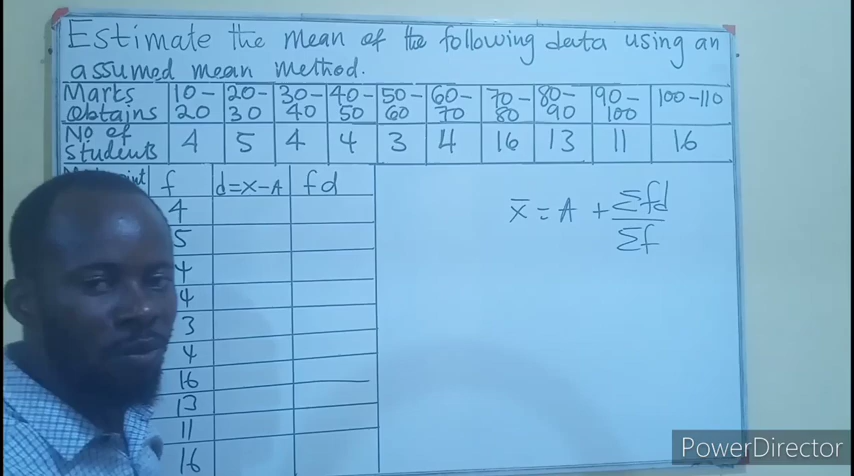 Estimate the mean of the following data using an
assumed mean method.
Marks Obtains 10-20 20-30 30-40 40-50 50-60 60-70 70-80 80-90 90-100 100-110
No of Students 4 5 4 4 3 4 16 13 11 16
f d=x-A fd
4
5
4
4
3
4
16
13
11
16
x̄ = A + Σfd
Σf
PowerDirector